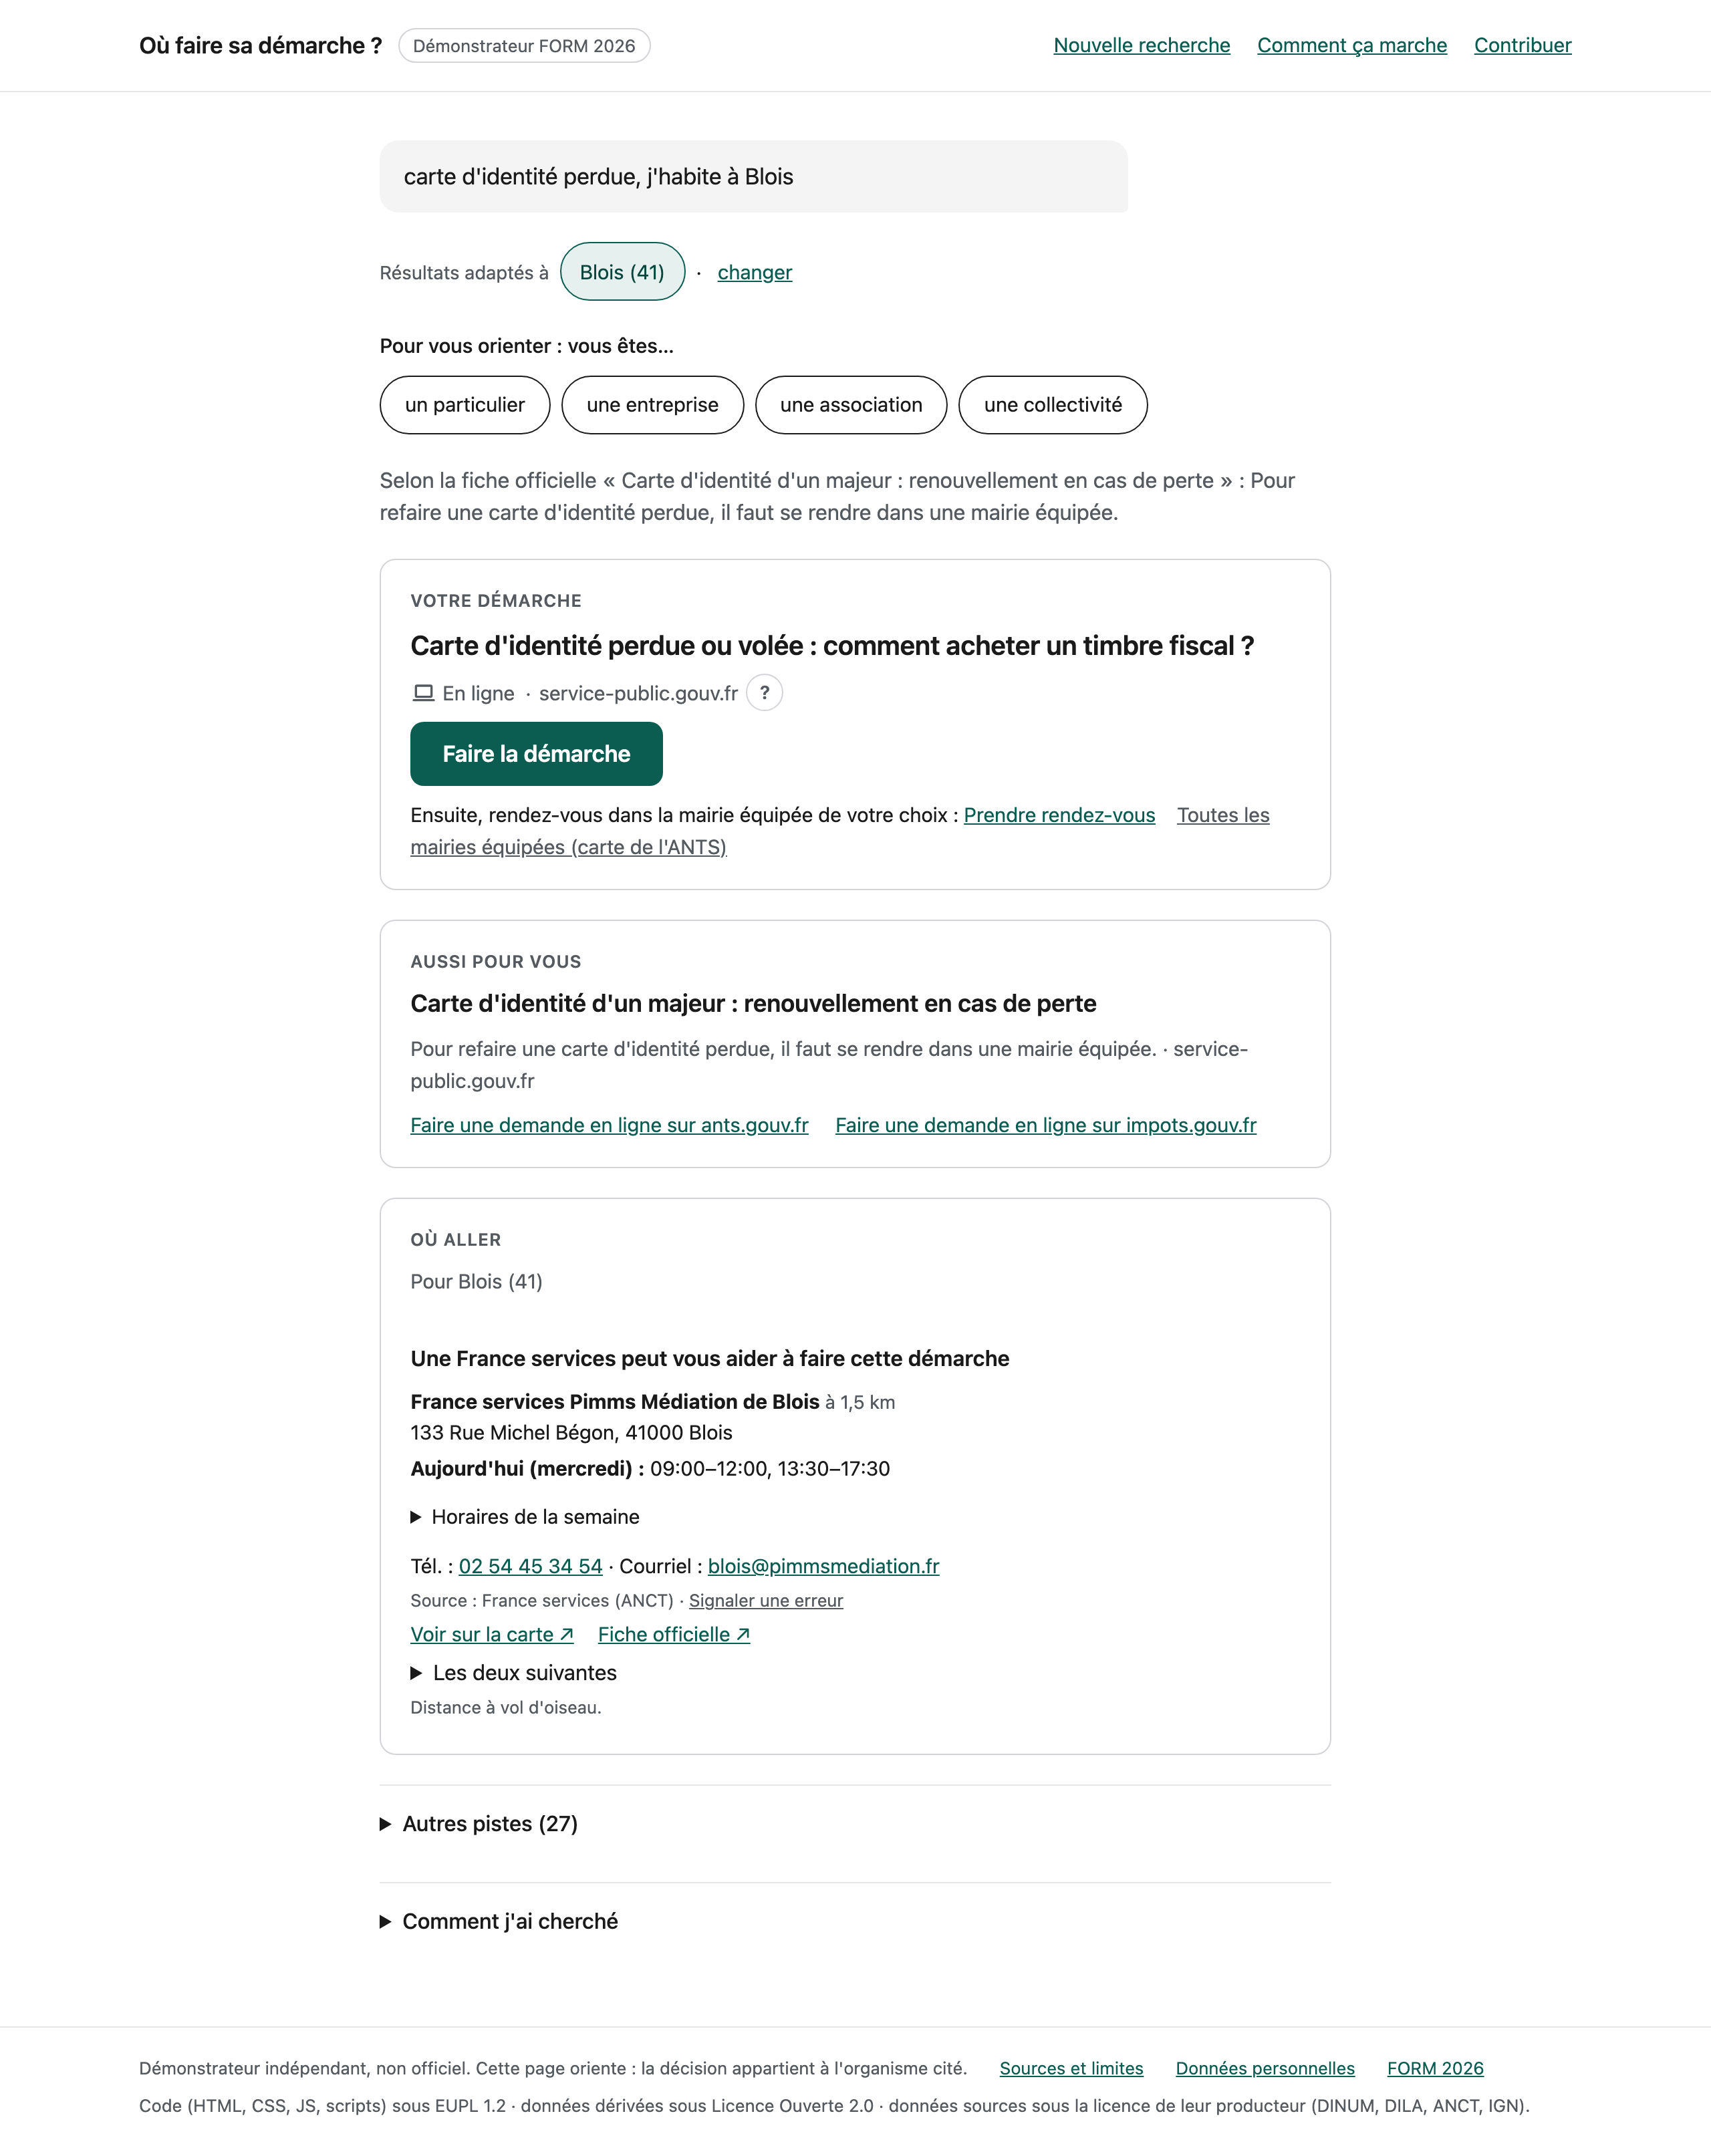 Où faire sa démarche ?
Démonstrateur FORM 2026
Nouvelle recherche
Comment ça marche
Contribuer
carte d'identité perdue, j'habite à Blois
Résultats adaptés à Blois (41) · changer
Pour vous orienter : vous êtes...
un particulier
une entreprise
une association
une collectivité
Selon la fiche officielle « Carte d'identité d'un majeur : renouvellement en cas de perte » : Pour
refaire une carte d'identité perdue, il faut se rendre dans une mairie équipée.
VOTRE DÉMARCHE
Carte d'identité perdue ou volée : comment acheter un timbre fiscal ?
En ligne · service-public.gouv.fr ?
Faire la démarche
Ensuite, rendez-vous dans la mairie équipée de votre choix : Prendre rendez-vous Toutes les
mairies équipées (carte de l'ANTS)
AUSSI POUR VOUS
Carte d'identité d'un majeur : renouvellement en cas de perte
Pour refaire une carte d'identité perdue, il faut se rendre dans une mairie équipée. · service-
public.gouv.fr
Faire une demande en ligne sur ants.gouv.fr
Faire une demande en ligne sur impots.gouv.fr
OÙ ALLER
Pour Blois (41)
Une France services peut vous aider à faire cette démarche
France services Pimms Médiation de Blois à 1,5 km
133 Rue Michel Bégon, 41000 Blois
Aujourd'hui (mercredi) : 09:00–12:00, 13:30–17:30
▶ Horaires de la semaine
Tél. : 02 54 45 34 54 · Courriel : blois@pimmsmediation.fr
Source : France services (ANCT) · Signaler une erreur
Voir sur la carte ↗ Fiche officielle ↗
▶ Les deux suivantes
Distance à vol d'oiseau.
▶ Autres pistes (27)
▶ Comment j'ai cherché
Démonstrateur indépendant, non officiel. Cette page oriente : la décision appartient à l'organisme cité. Sources et limites Données personnelles FORM 2026
Code (HTML, CSS, JS, scripts) sous EUPL 1.2 · données dérivées sous Licence Ouverte 2.0 · données sources sous la licence de leur producteur (DINUM, DILA, ANCT, IGN).